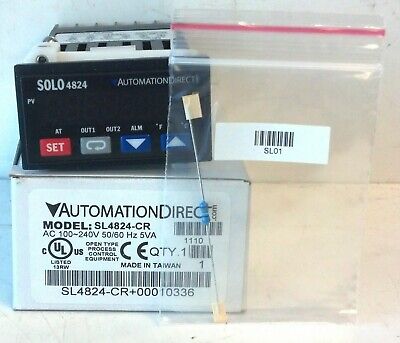 SOLO 4824
AUTOMATIONDIRECT
PV
AT OUT1 OUT2 ALM °F
SET
SL01
AUTOMATIONDIRECT
MODEL: SL4824-CR
AC 100~240V 50/60 Hz 5VA
C UL US
LISTED
13RW
OPEN TYPE
PROCESS
CONTROL
EQUIPMENT
CE
1110
QTY.1
MADE IN TAIWAN 1
SL4824-CR+00010336